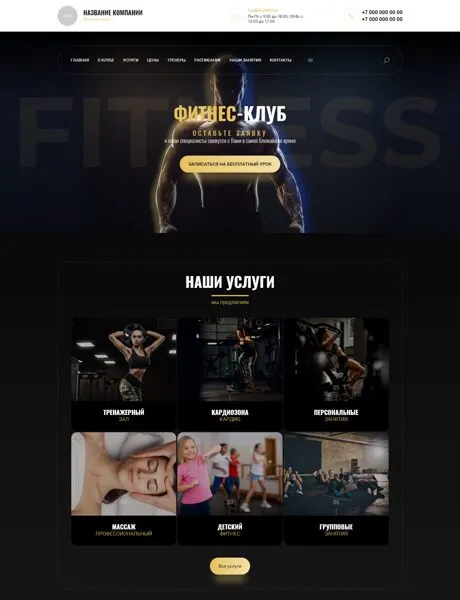 НАЗВАНИЕ КОМПАНИИ
Пн-Пт с 9.00 до 18.00. Сб-Вс с
10.00 до 17.00.
+7 000 000 00 00
+7 000 000 00 00
ГЛАВНАЯ О КЛУБЕ УСЛУГИ ЦЕНЫ ТРЕНЕРЫ РАСПИСАНИЕ НАШИ ЗАНЯТИЯ КОНТАКТЫ
FITNESS
ФИТНЕС-КЛУБ
ОСТАВЬТЕ ЗАЯВКУ
и наши специалисты свяжутся с Вами в самое ближайшее время
ЗАПИСАТЬСЯ НА БЕСПЛАТНЫЙ УРОК
НАШИ УСЛУГИ
МЫ ПРЕДЛАГАЕМ
ТРЕНАЖЕРНЫЙ
ЗАЛ
КАРДИОЗОНА
КАРДИО
ПЕРСОНАЛЬНЫЕ
ЗАНЯТИЯ
МАССАЖ
ПРОФЕССИОНАЛЬНЫЙ
ДЕТСКИЙ
ФИТНЕС
ГРУППОВЫЕ
ЗАНЯТИЯ
Все услуги